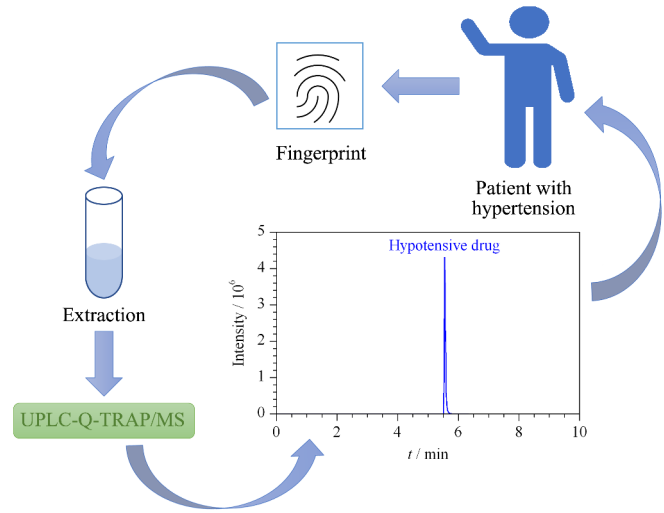 Fingerprint
Patient with
hypertension
Extraction
UPLC-Q-TRAP/MS
Hypotensive drug
Intensity / 10⁶
5
4
3
2
1
0
0 2 4 6 8 10
t / min